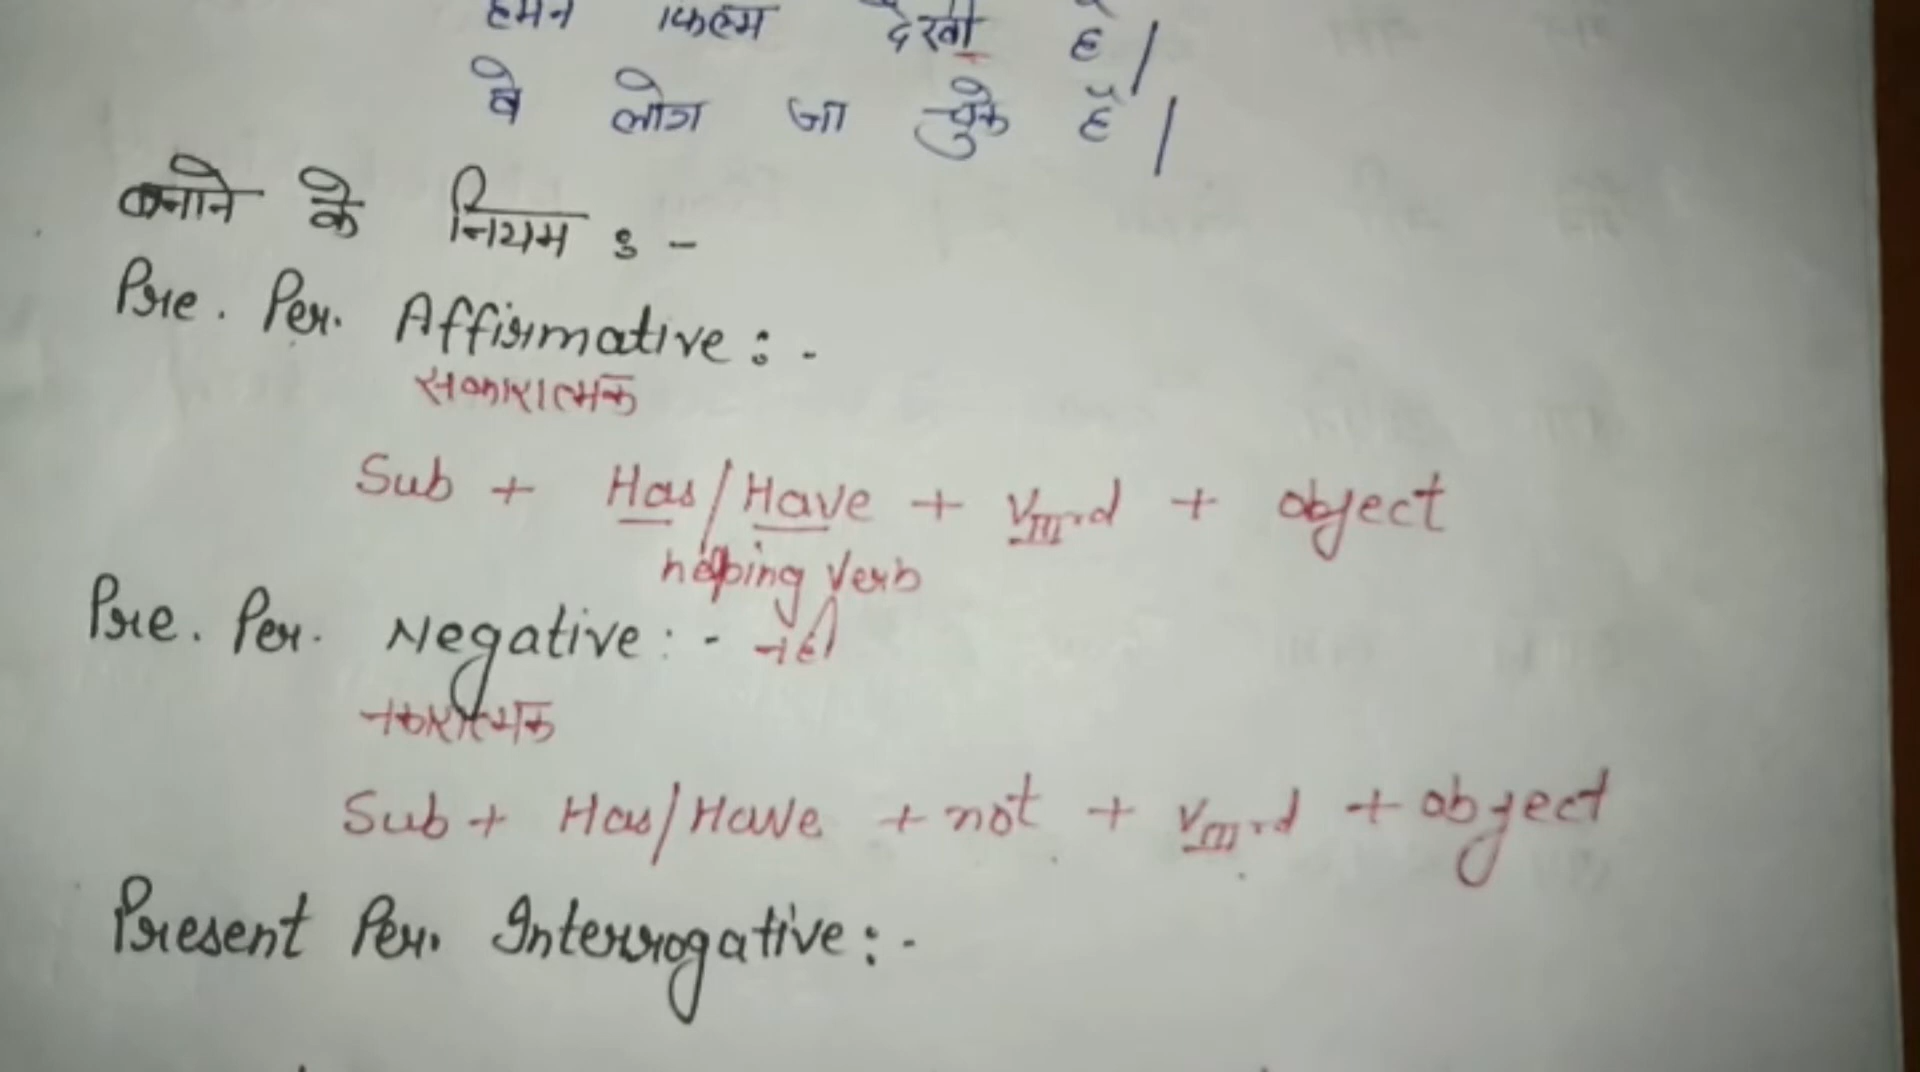 हमने फिल्म देखी है |
वे लोग जा चुके हैं |
बनाने के नियम :-
Pre. Per. Affirmative :-
सकारात्मक
Sub + Has/Have + VIIIrd + object
helping Verb
Pre. Per. Negative :- नहीं
नकारात्मक
Sub + Has/Have + not + VIIIrd + object
Present Per. Interrogative :-